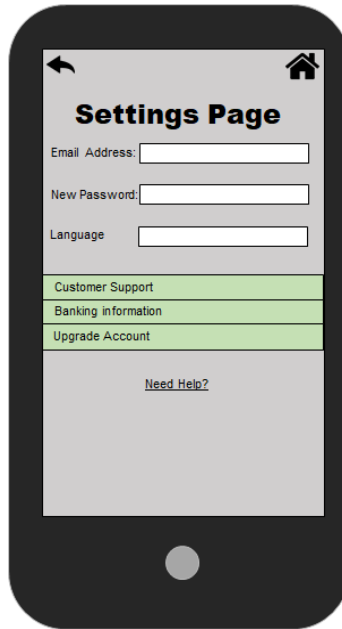 Settings Page
Email Address:
New Password:
Language
Customer Support
Banking information
Upgrade Account
Need Help?